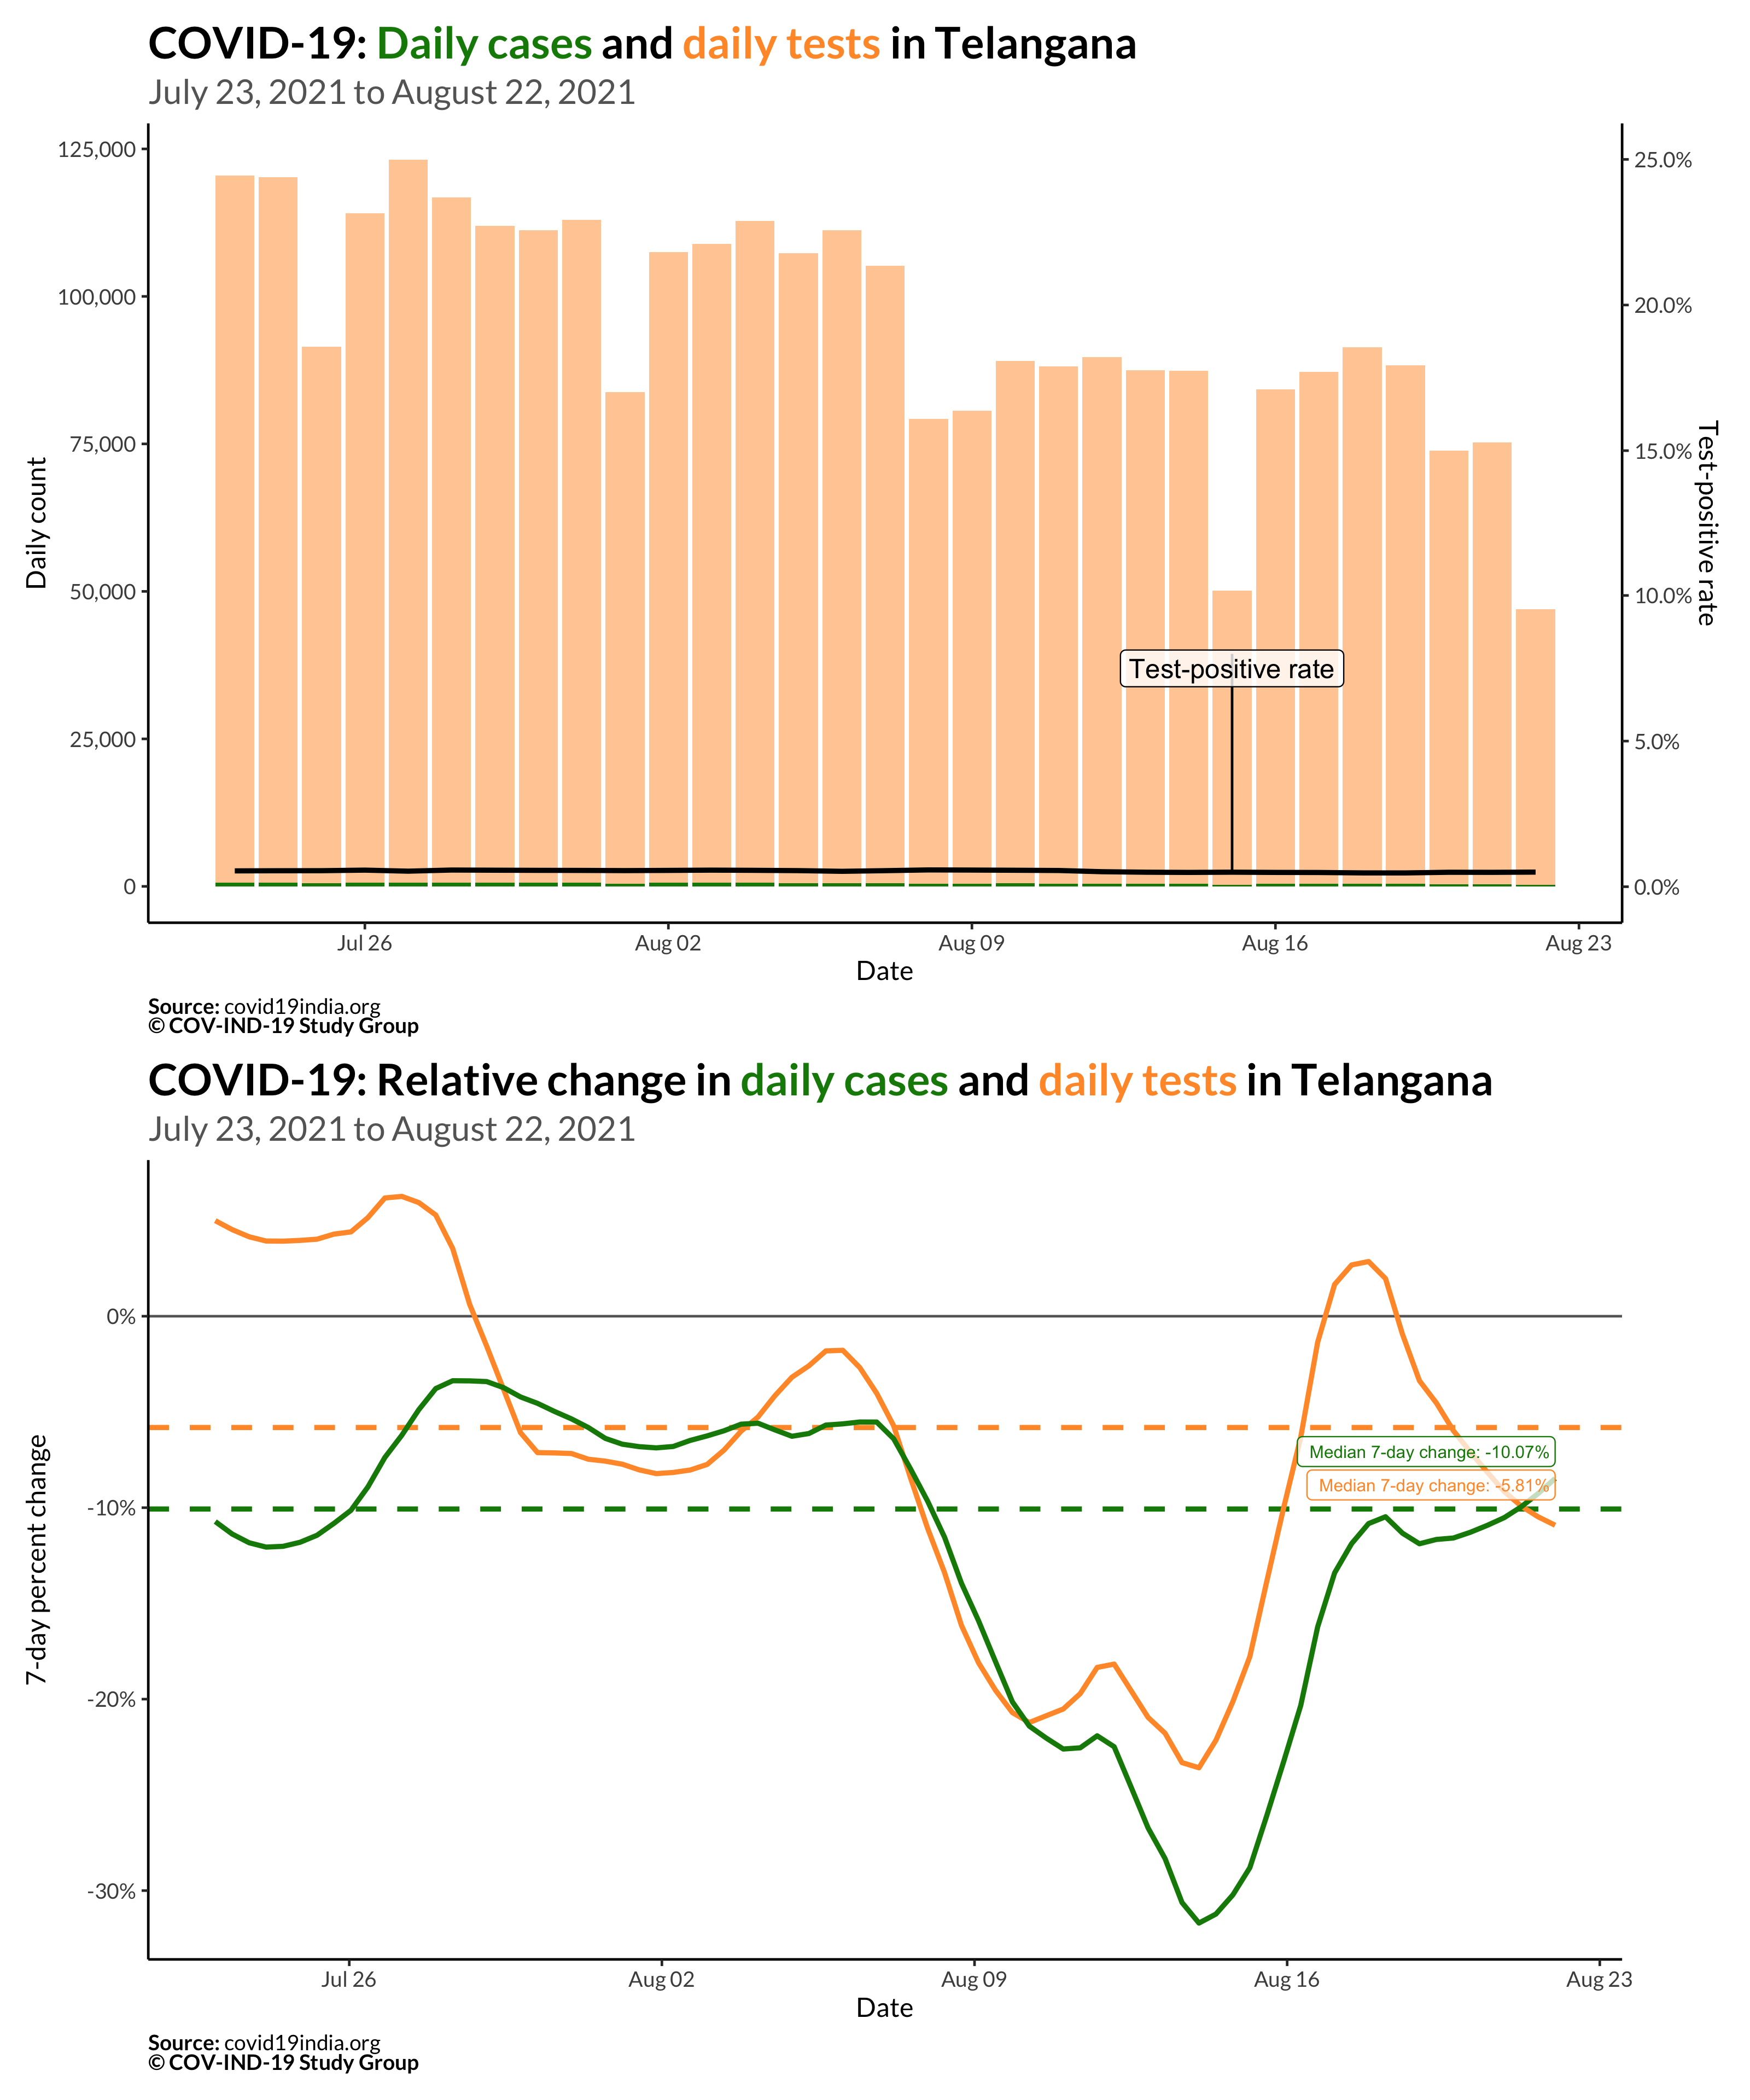 COVID-19: Daily cases and daily tests in Telangana
July 23, 2021 to August 22, 2021
125,000
100,000
75,000
50,000
25,000
0
Daily count
25.0%
20.0%
15.0%
10.0%
5.0%
0.0%
Test-positive rate
Test-positive rate
Jul 26
Aug 02
Aug 09
Aug 16
Aug 23
Date
Source: covid19india.org
© COV-IND-19 Study Group
COVID-19: Relative change in daily cases and daily tests in Telangana
July 23, 2021 to August 22, 2021
0%
-10%
-20%
-30%
7-day percent change
Median 7-day change: -10.07%
Median 7-day change: -5.81%
Jul 26
Aug 02
Aug 09
Aug 16
Aug 23
Date
Source: covid19india.org
© COV-IND-19 Study Group